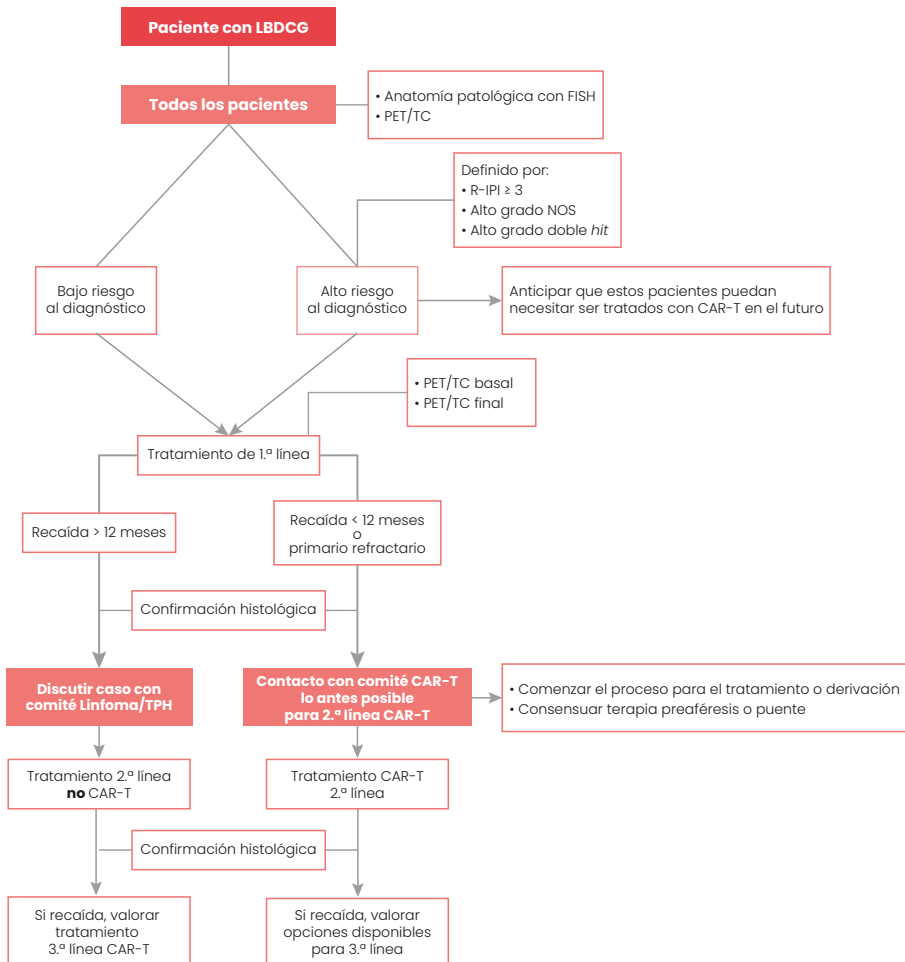 Paciente con LBDCG
Todos los pacientes
• Anatomía patológica con FISH
• PET/TC
Definido por:
• R-IPI ≥ 3
• Alto grado NOS
• Alto grado doble hit
Bajo riesgo
al diagnóstico
Alto riesgo
al diagnóstico
Anticipar que estos pacientes puedan
necesitar ser tratados con CAR-T en el futuro
• PET/TC basal
• PET/TC final
Tratamiento de 1.ª línea
Recaída > 12 meses
Recaída < 12 meses
o
primario refractario
Confirmación histológica
Discutir caso con
comité Linfoma/TPH
Contacto con comité CAR-T
lo antes posible
para 2.ª línea CAR-T
• Comenzar el proceso para el tratamiento o derivación
• Consensuar terapia preaféresis o puente
Tratamiento 2.ª línea
no CAR-T
Tratamiento CAR-T
2.ª línea
Confirmación histológica
Si recaída, valorar
tratamiento
3.ª línea CAR-T
Si recaída, valorar
opciones disponibles
para 3.ª línea